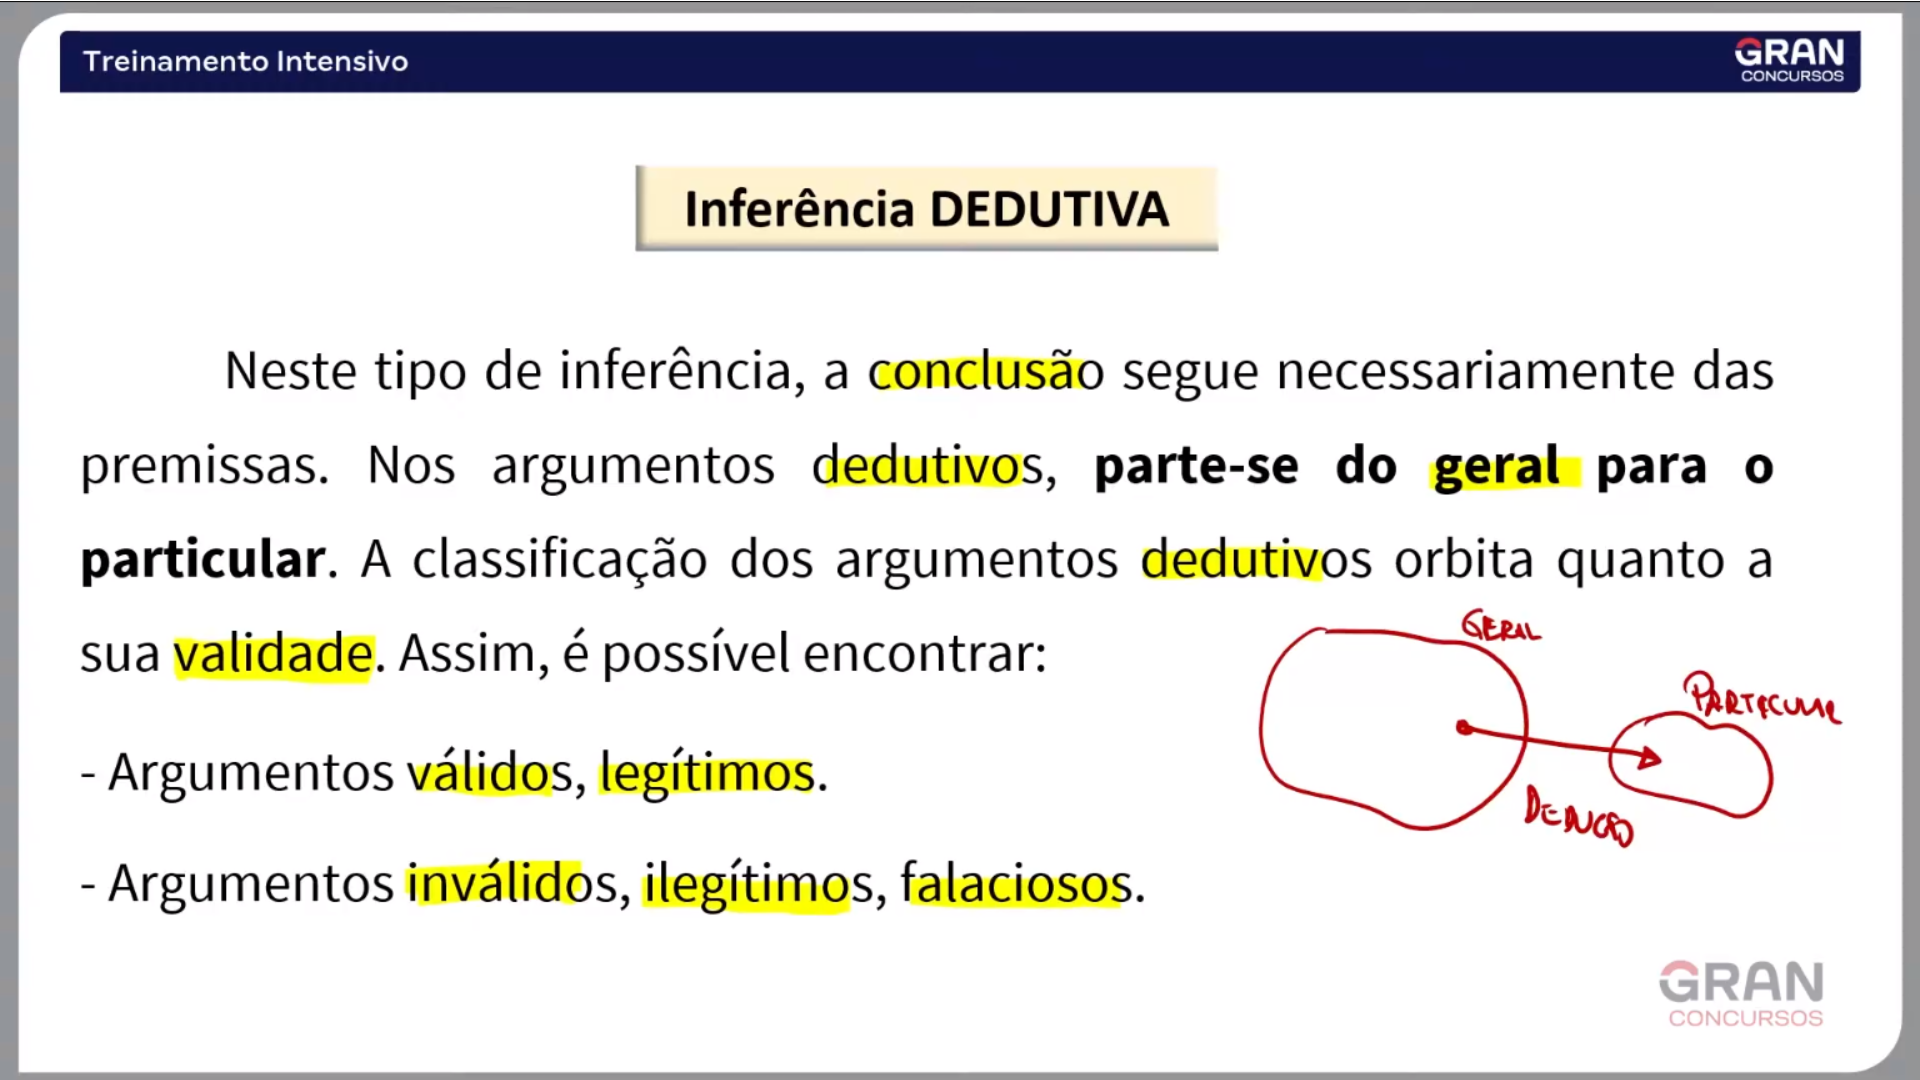 Treinamento Intensivo
GRAN
CONCURSOS
Inferência DEDUTIVA
Neste tipo de inferência, a conclusão segue necessariamente das
premissas. Nos argumentos dedutivos, parte-se do geral para o
particular. A classificação dos argumentos dedutivos orbita quanto a
sua validade. Assim, é possível encontrar:
GERAL
PARTICULAR
- Argumentos válidos, legítimos.
DEDUÇÃO
- Argumentos inválidos, ilegítimos, falaciosos.
GRAN
CONCURSOS